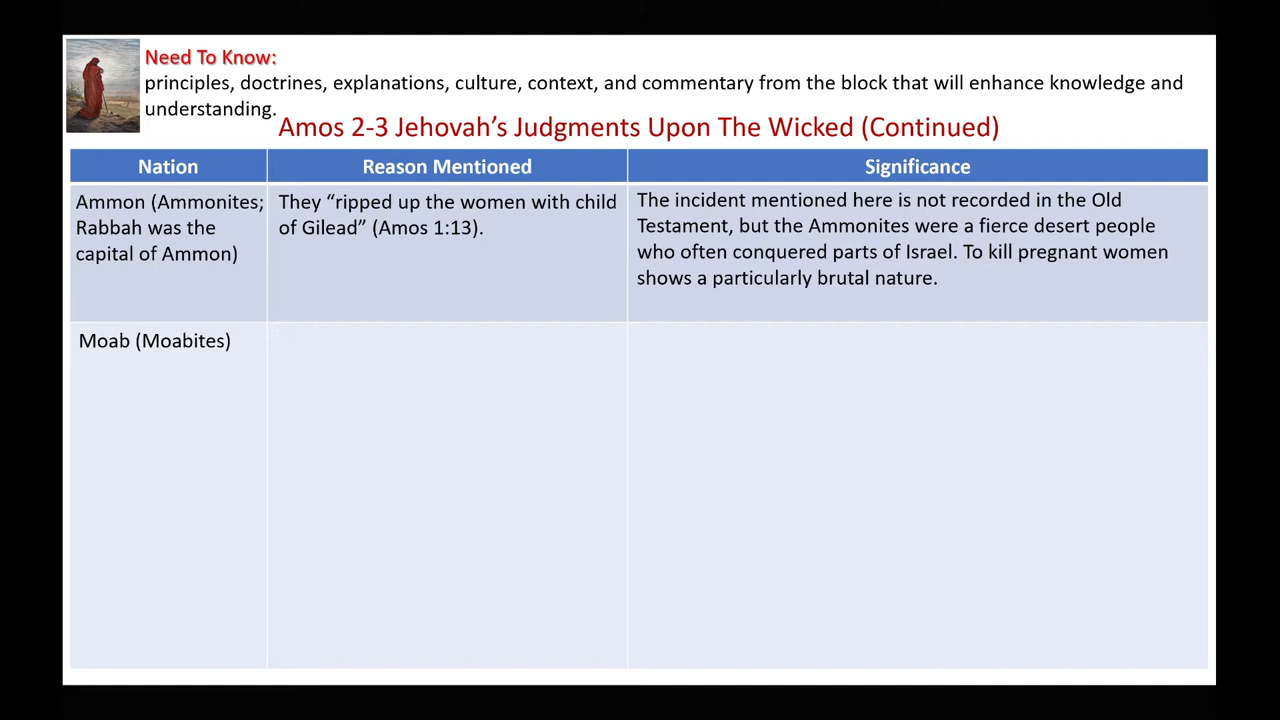 Need To Know:
principles, doctrines, explanations, culture, context, and commentary from the block that will enhance knowledge and
understanding.
Amos 2-3 Jehovah’s Judgments Upon The Wicked (Continued)
Nation
Reason Mentioned
Significance
Ammon (Ammonites;
Rabbah was the
capital of Ammon)
They “ripped up the women with child
of Gilead” (Amos 1:13).
The incident mentioned here is not recorded in the Old
Testament, but the Ammonites were a fierce desert people
who often conquered parts of Israel. To kill pregnant women
shows a particularly brutal nature.
Moab (Moabites)